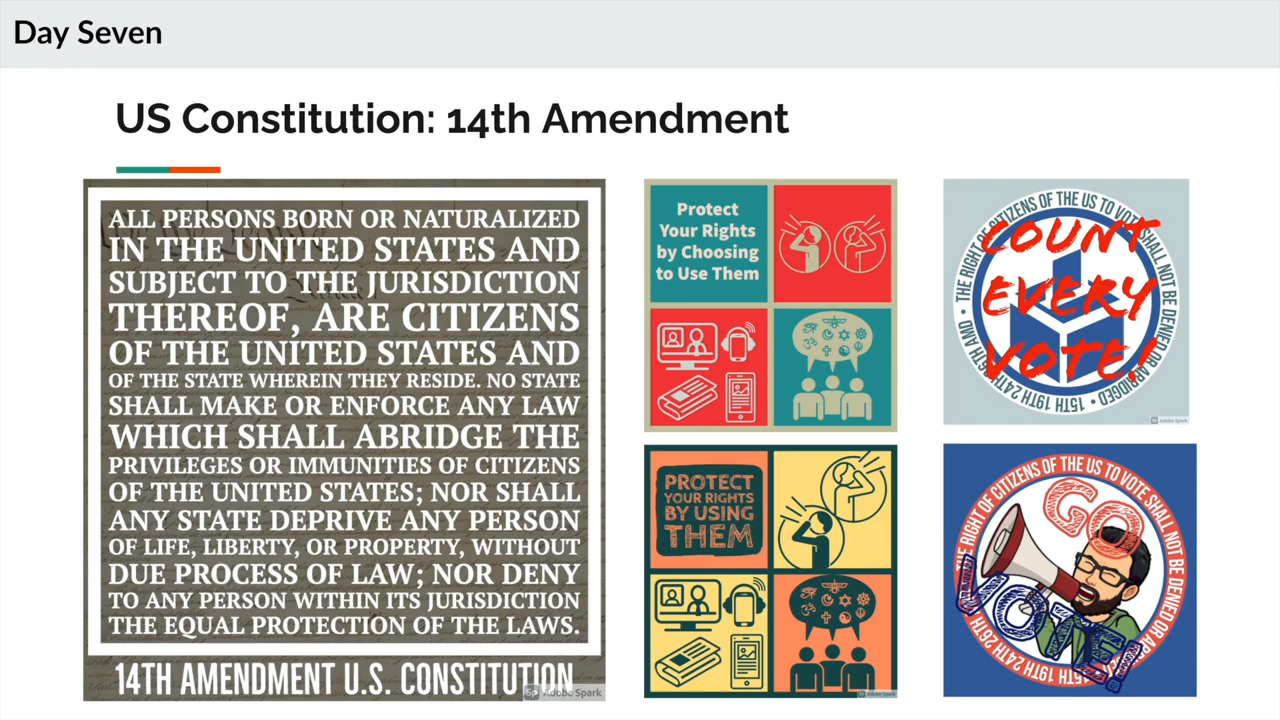 Day Seven
US Constitution: 14th Amendment
ALL PERSONS BORN OR NATURALIZED
IN THE UNITED STATES AND
SUBJECT TO THE JURISDICTION
THEREOF, ARE CITIZENS
OF THE UNITED STATES AND
OF THE STATE WHEREIN THEY RESIDE. NO STATE
SHALL MAKE OR ENFORCE ANY LAW
WHICH SHALL ABRIDGE THE
PRIVILEGES OR IMMUNITIES OF CITIZENS
OF THE UNITED STATES; NOR SHALL
ANY STATE DEPRIVE ANY PERSON
OF LIFE, LIBERTY, OR PROPERTY, WITHOUT
DUE PROCESS OF LAW; NOR DENY
TO ANY PERSON WITHIN ITS JURISDICTION
THE EQUAL PROTECTION OF THE LAWS.
14TH AMENDMENT U.S. CONSTITUTION
Sp Adobe Spark
Protect
Your Rights
by Choosing
to Use Them
PROTECT
YOUR RIGHTS
BY USING
THEM
Adobe Spark
THE RIGHT OF CITIZENS OF THE US TO VOTE SHALL NOT BE DENIED OR ABRIDGED
• 15TH 19TH 24TH 26TH AMD •
COUNT
EVERY
VOTE!
Adobe Spark
THE RIGHT OF CITIZENS OF THE US TO VOTE SHALL NOT BE DENIED OR
15TH 19TH 24TH 26TH
GO
VOTE!